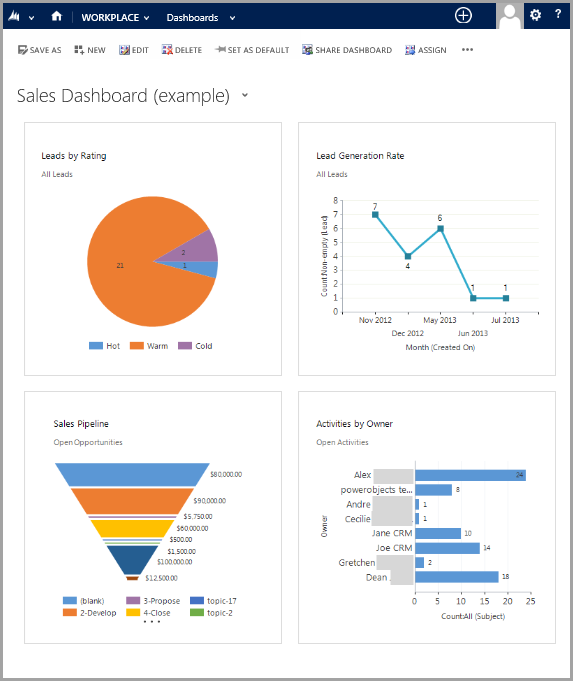 WORKPLACE Dashboards ?
SAVE AS NEW EDIT DELETE SET AS DEFAULT SHARE DASHBOARD ASSIGN •••
Sales Dashboard (example)
Leads by Rating
All Leads
2
21
1
Hot Warm Cold
Lead Generation Rate
All Leads
Count:Non-empty (Lead)
8
7
6
5
4
3
2
1
0
7
4
6
1
1
Nov 2012 May 2013 Jul 2013
Dec 2012 Jun 2013
Month (Created On)
Sales Pipeline
Open Opportunities
$80,000.00
$90,000.00
$5,750.00
$60,000.00
$500.00
$1,500.00
$100,000.00
$12,500.00
(blank) 3-Propose topic-17
2-Develop 4-Close topic-2
• • •
Activities by Owner
Open Activities
Owner
Alex 24
powerobjects te... 8
Andre 1
Cecilie 1
Jane CRM 10
Joe CRM 14
Gretchen 2
Dean 18
0 5 10 15 20 25
Count:All (Subject)